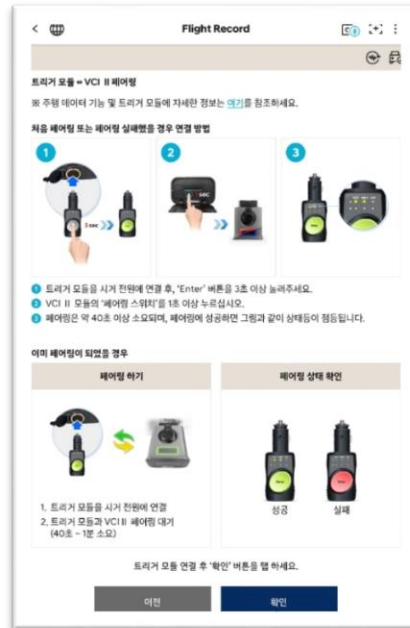 Flight Record
트리거 모듈 ⇔ VCI II 페어링
※ 주행 데이터 기능 및 트리거 모듈에 자세한 정보는 여기를 참조하세요.
처음 페어링 또는 페어링 실패했을 경우 연결 방법
1
2
3
3 sec
1 SEC
1 트리거 모듈을 시거 전원에 연결 후, 'Enter' 버튼을 3초 이상 눌러주세요.
2 VCI II 모듈의 '페어링 스위치'를 1초 이상 누르십시오.
3 페어링은 약 40초 이상 소요되며, 페어링에 성공하면 그림과 같이 상태등이 점등됩니다.
이미 페어링이 되었을 경우
페어링 하기
페어링 상태 확인
1. 트리거 모듈을 시거 전원에 연결
2. 트리거 모듈과 VCI II 페어링 대기
(40초 ~ 1분 소요)
성공
실패
트리거 모듈 연결 후 '확인' 버튼을 탭 하세요.
이전
확인